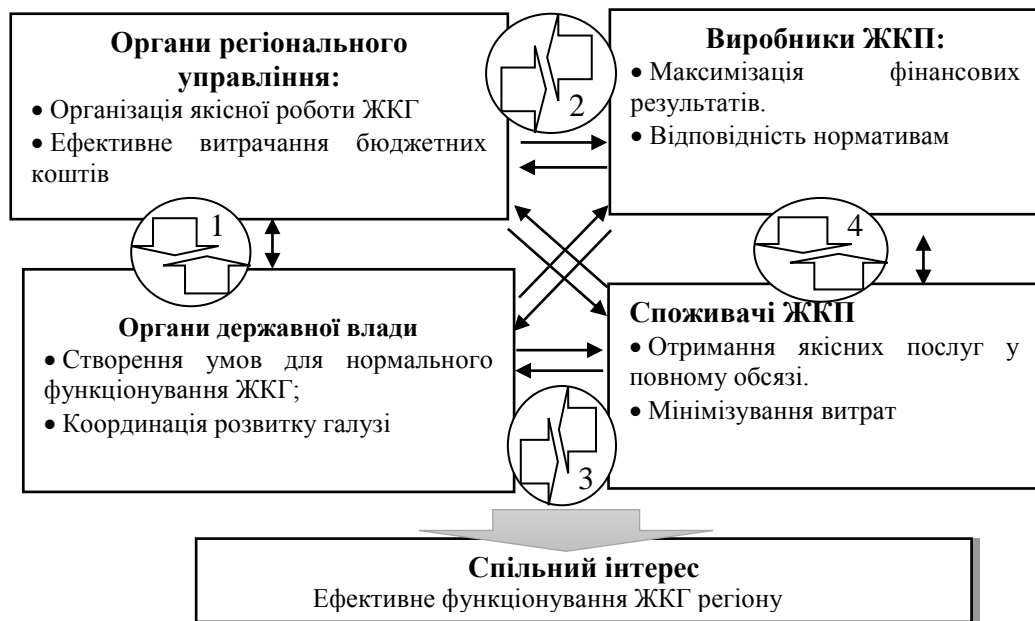 Органи регіонального
управління:
• Організація якісної роботи ЖКГ
• Ефективне витрачання бюджетних
коштів
2
Виробники ЖКП:
• Максимізація фінансових
результатів.
• Відповідність нормативам
1
4
Органи державної влади
• Створення умов для нормального
функціонування ЖКГ;
• Координація розвитку галузі
3
Споживачі ЖКП
• Отримання якісних послуг у
повному обсязі.
• Мінімізування витрат
Спільний інтерес
Ефективне функціонування ЖКГ регіону